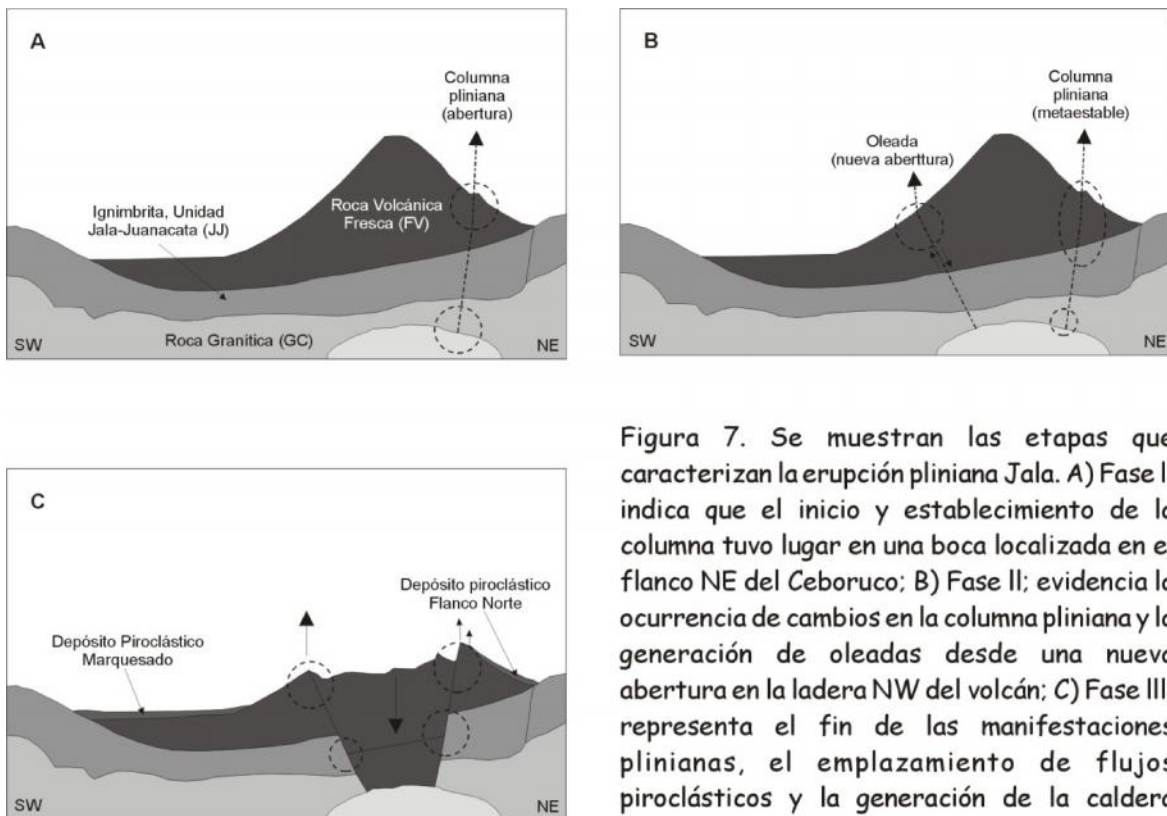 A
Columna
pliniana
(abertura)
Ignimbrita, Unidad
Jala-Juanacata (JJ)
Roca Volcánica
Fresca (FV)
SW
Roca Granítica (GC)
NE
B
Columna
pliniana
(metaestable)
Oleada
(nueva aberttura)
SW
NE
C
Depósito piroclástico
Flanco Norte
Depósito Piroclástico
Marquesado
SW
NE
Figura 7. Se muestran las etapas que
caracterizan la erupción pliniana Jala. A) Fase I
indica que el inicio y establecimiento de
columna tuvo lugar en una boca localizada en
flanco NE del Ceboruco; B) Fase II; evidencia
ocurrencia de cambios en la columna pliniana y
generación de oleadas desde una nueva
abertura en la ladera NW del volcán; C) Fase III
representa el fin de las manifestaciones
plinianas, el emplazamiento de flujos
piroclásticos y la generación de la caldera